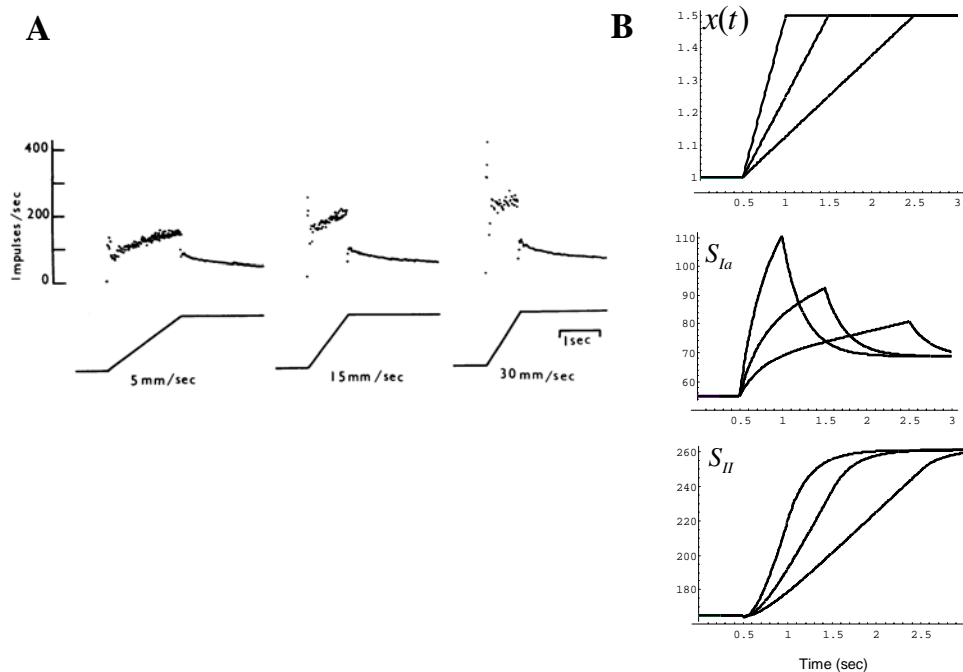 A
400
200
0
Impulses/sec
5 mm/sec
15mm/sec
30 mm/sec
1sec
B
x(t)
1.5
1.4
1.3
1.2
1.1
1
0.5 1 1.5 2 2.5 3
S_Ia
110
100
90
80
70
60
0.5 1 1.5 2 2.5 3
S_II
260
240
220
200
180
0.5 1 1.5 2 2.5 3
Time (sec)